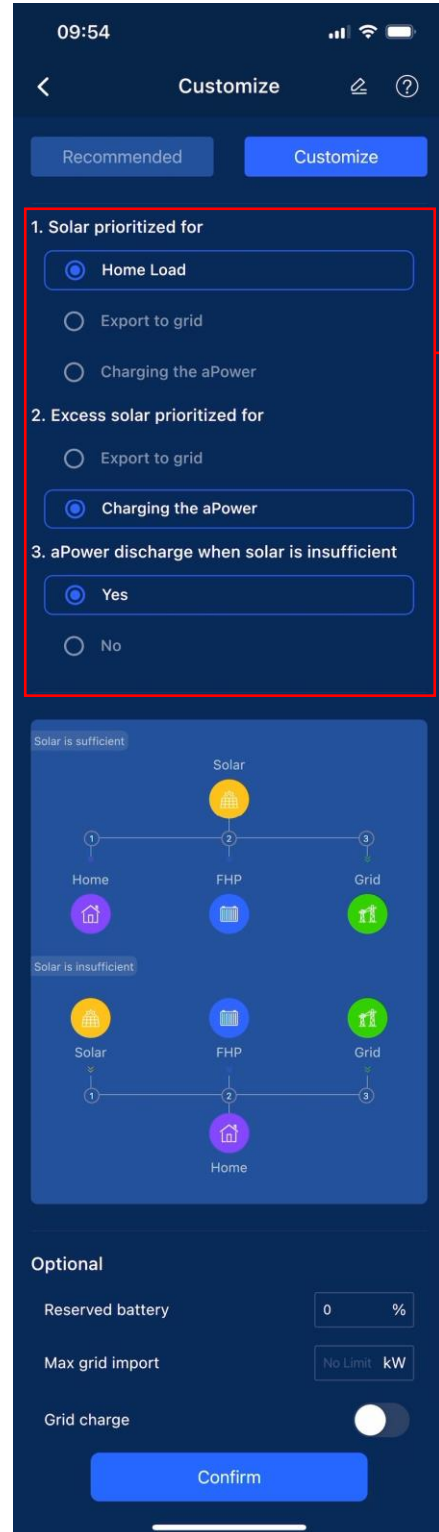 09:54
Customize
Recommended
Customize
1. Solar prioritized for
Home Load
Export to grid
Charging the aPower
2. Excess solar prioritized for
Export to grid
Charging the aPower
3. aPower discharge when solar is insufficient
Yes
No
Solar is sufficient
Solar
1 2 3
Home FHP Grid
Solar is insufficient
Solar FHP Grid
1 2 3
Home
Optional
Reserved battery 0 %
Max grid import No Limit kW
Grid charge
Confirm